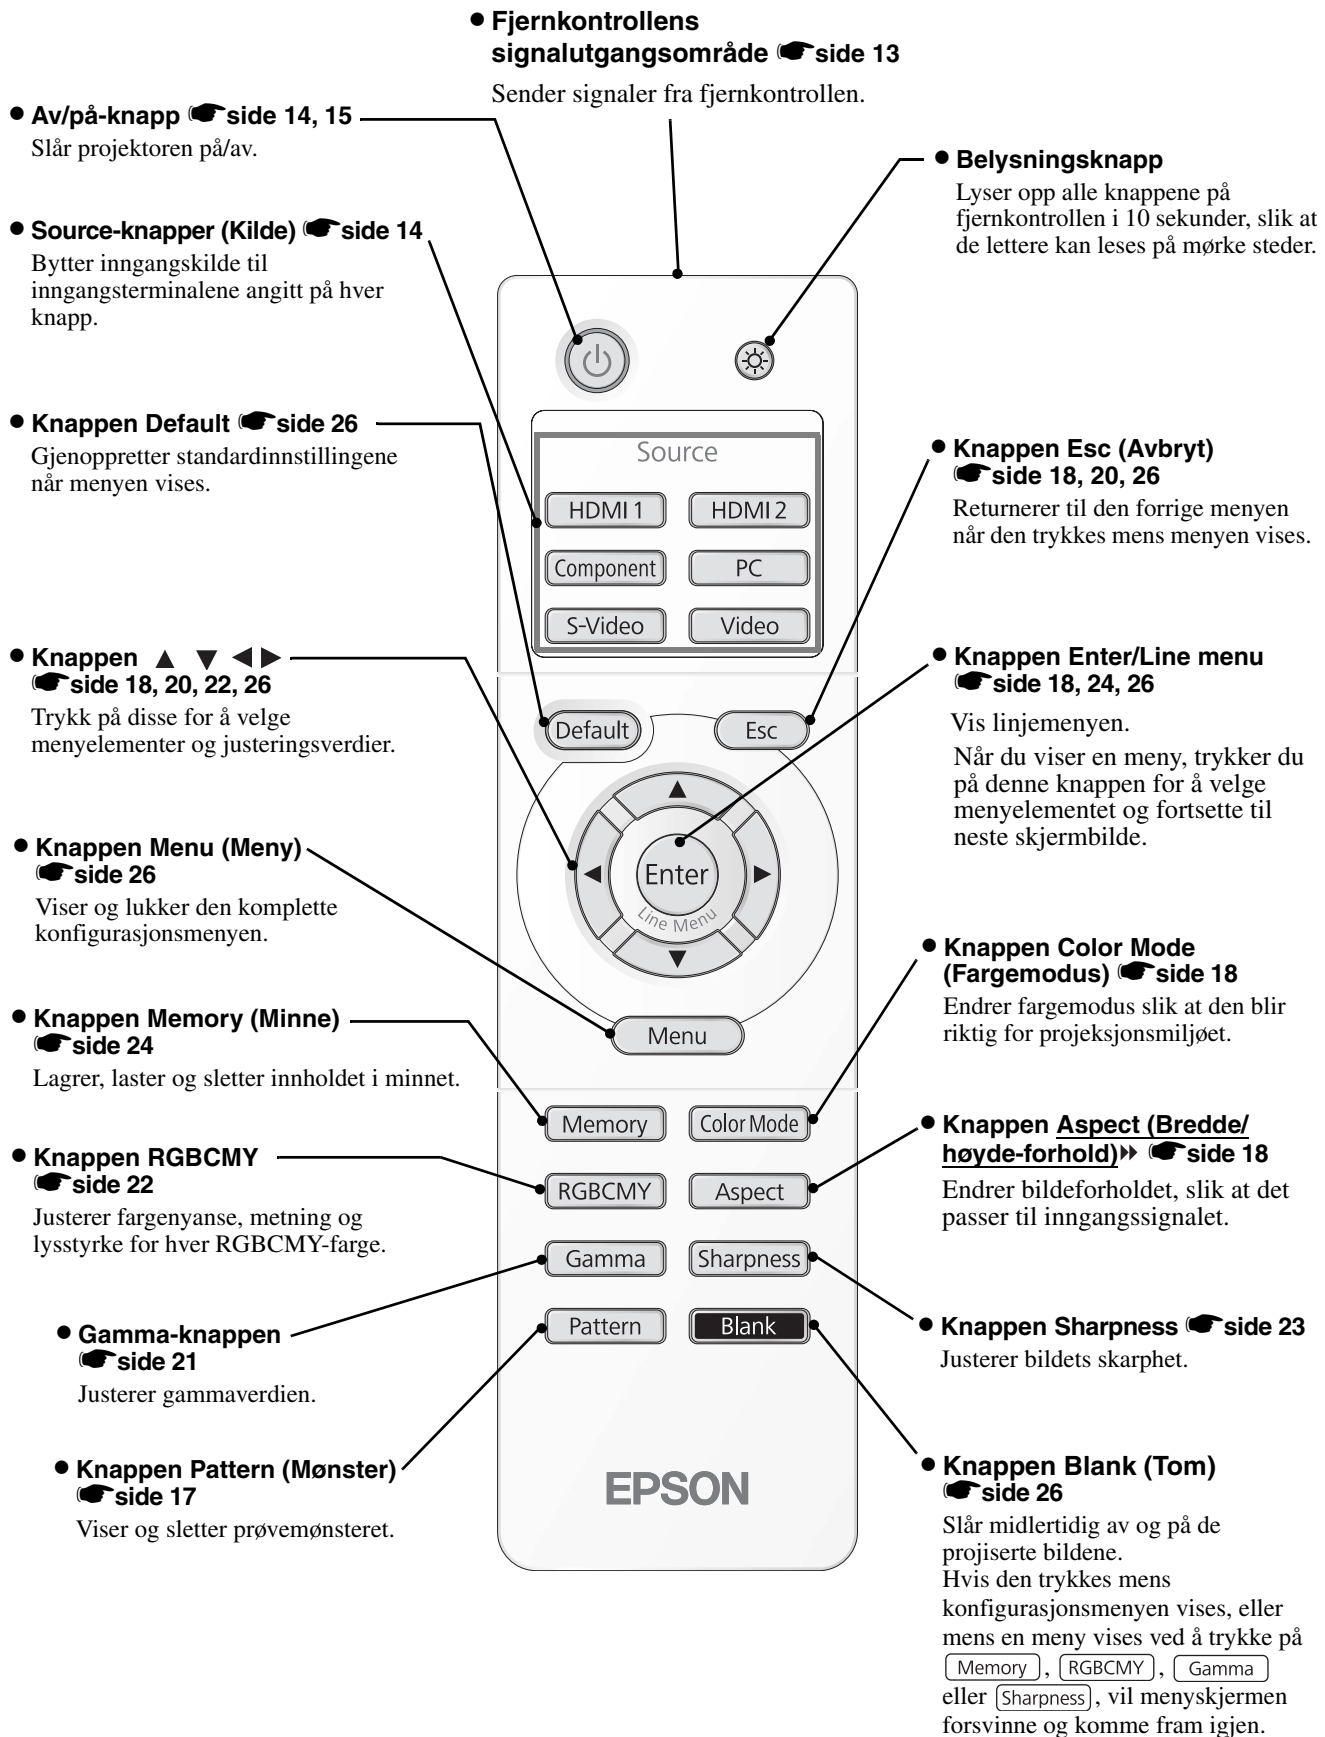 ● Fjernkontrollens
signalutgangsområde ☛side 13
Sender signaler fra fjernkontrollen.
● Av/på-knapp ☛side 14, 15
Slår projektoren på/av.
● Source-knapper (Kilde) ☛side 14
Bytter inngangskilde til
inngangsterminalene angitt på hver
knapp.
● Knappen Default ☛side 26
Gjenoppretter standardinnstillingene
når menyen vises.
● Knappen ▲ ▼ ◀ ▶
☛side 18, 20, 22, 26
Trykk på disse for å velge
menyelementer og justeringsverdier.
● Knappen Menu (Meny)
☛side 26
Viser og lukker den komplette
konfigurasjonsmenyen.
● Knappen Memory (Minne)
☛side 24
Lagrer, laster og sletter innholdet i minnet.
● Knappen RGBCMY
☛side 22
Justerer fargenyanse, metning og
lysstyrke for hver RGBCMY-farge.
● Gamma-knappen
☛side 21
Justerer gammaverdien.
● Knappen Pattern (Mønster)
☛side 17
Viser og sletter prøvemønsteret.
Source
HDMI 1 HDMI 2
Component PC
S-Video Video
Default Esc
▲
◀ Enter ▶
Line Menu
▼
Menu
Memory Color Mode
RGBCMY Aspect
Gamma Sharpness
Pattern Blank
EPSON
● Belysningsknapp
Lyser opp alle knappene på
fjernkontrollen i 10 sekunder, slik at
de lettere kan leses på mørke steder.
● Knappen Esc (Avbryt)
☛side 18, 20, 26
Returnerer til den forrige menyen
når den trykkes mens menyen vises.
● Knappen Enter/Line menu
☛side 18, 24, 26
Vis linjemenyen.
Når du viser en meny, trykker du
på denne knappen for å velge
menyelementet og fortsette til
neste skjermbilde.
● Knappen Color Mode
(Fargemodus) ☛side 18
Endrer fargemodus slik at den blir
riktig for projeksjonsmiljøet.
● Knappen Aspect (Bredde/
høyde-forhold)▸▸ ☛side 18
Endrer bildeforholdet, slik at det
passer til inngangssignalet.
● Knappen Sharpness ☛side 23
Justerer bildets skarphet.
● Knappen Blank (Tom)
☛side 26
Slår midlertidig av og på de
projiserte bildene.
Hvis den trykkes mens
konfigurasjonsmenyen vises, eller
mens en meny vises ved å trykke på
Memory, RGBCMY, Gamma
eller Sharpness, vil menyskjermen
forsvinne og komme fram igjen.